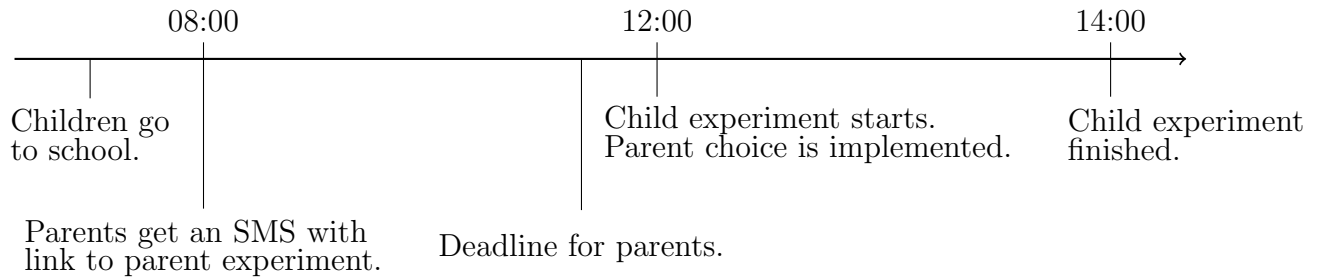 08:00
12:00
14:00
Children go
to school.
Child experiment starts.
Parent choice is implemented.
Child experiment
finished.
Parents get an SMS with
link to parent experiment.
Deadline for parents.